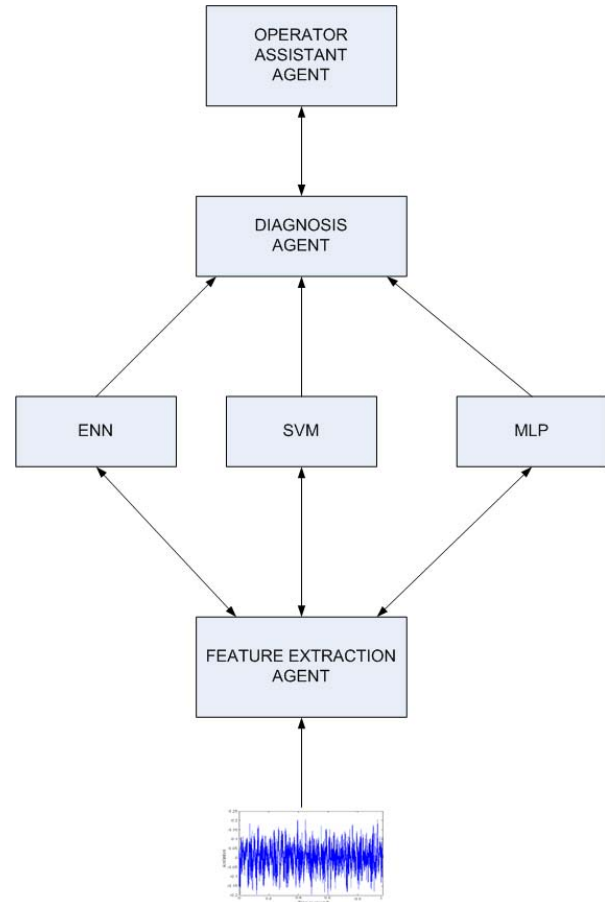 OPERATOR
ASSISTANT
AGENT
DIAGNOSIS
AGENT
ENN
SVM
MLP
FEATURE EXTRACTION
AGENT